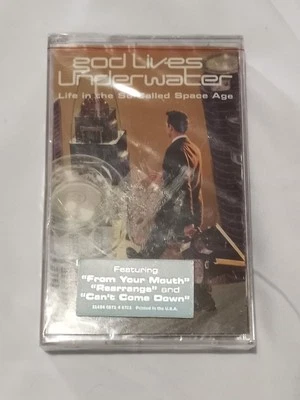 god Lives
Underwater
Life in the So-Called Space Age
Featuring
"From Your Mouth"
"Rearrange" and
"Can't Come Down"
Printed in the U.S.A.